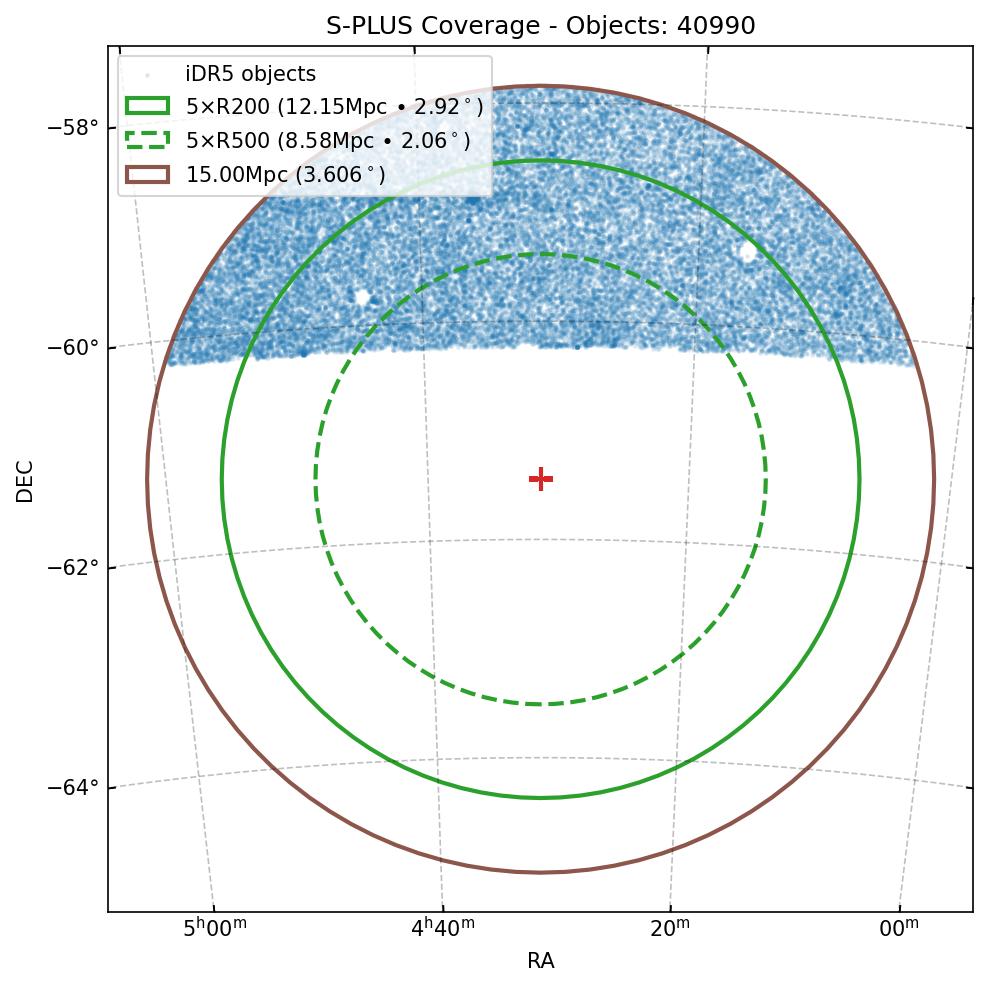 S-PLUS Coverage - Objects: 40990
iDR5 objects
5×R200 (12.15Mpc • 2.92°)
5×R500 (8.58Mpc • 2.06°)
15.00Mpc (3.606°)
−58°
−60°
−62°
−64°
DEC
5ʰ00ᵐ 4ʰ40ᵐ 20ᵐ 00ᵐ
RA